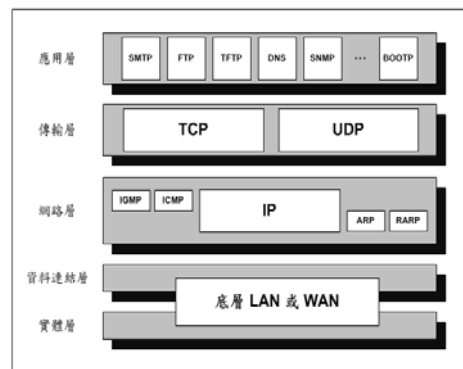 應用層
SMTP FTP TFTP DNS SNMP ... BOOTP
傳輸層
TCP UDP
網路層
IGMP ICMP IP ARP RARP
資料連結層
底層 LAN 或 WAN
實體層